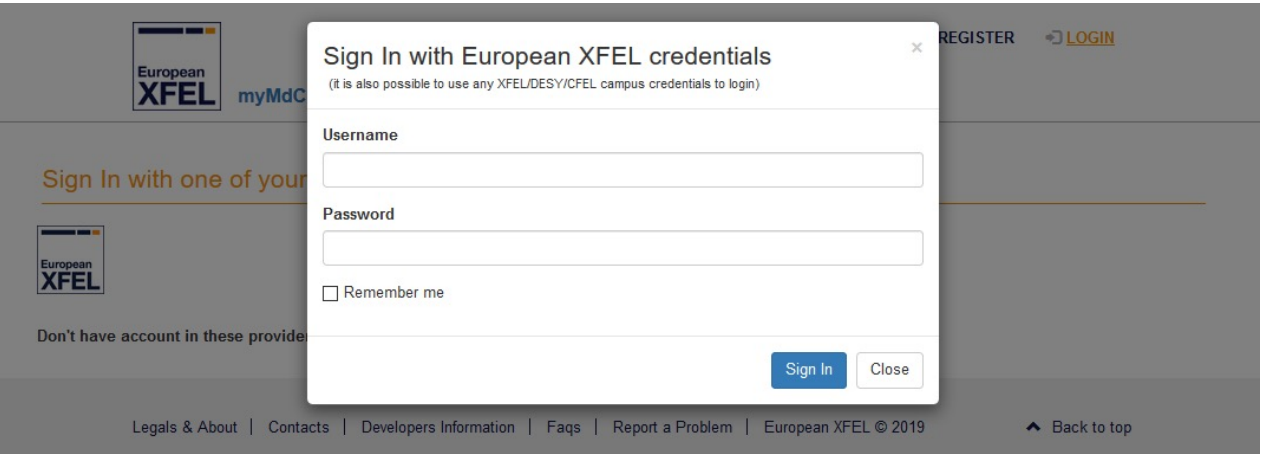 European
XFEL
myMdC
REGISTER
LOGIN
Sign In with European XFEL credentials
×
(it is also possible to use any XFEL/DESY/CFEL campus credentials to login)
Username
Password
Remember me
Sign In
Close
Sign In with one of your
European
XFEL
Don't have account in these provide
Legals & About | Contacts | Developers Information | Faqs | Report a Problem | European XFEL © 2019
Back to top